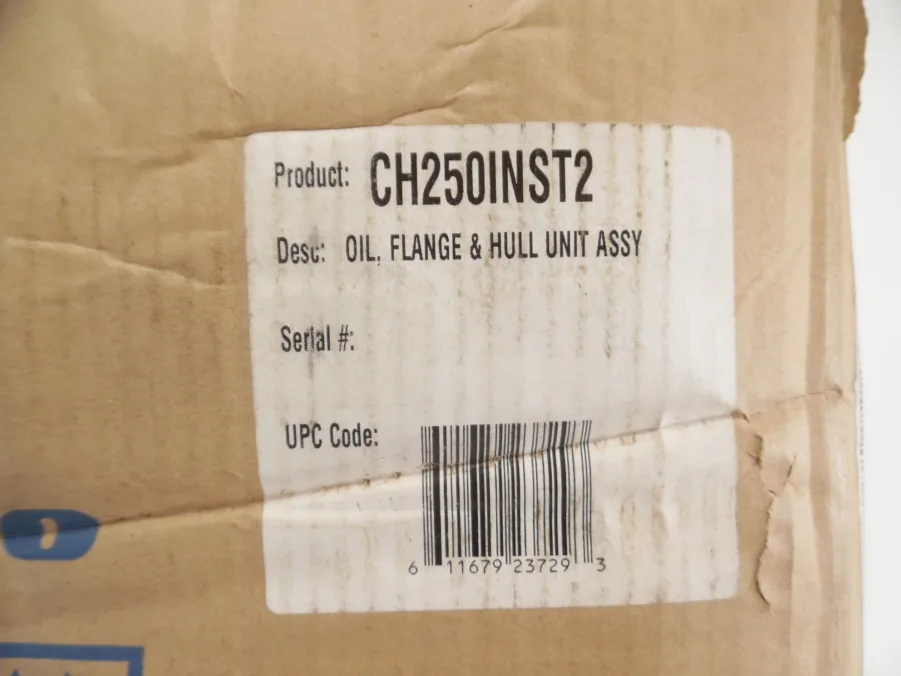 Product: CH250INST2
Desc: OIL, FLANGE & HULL UNIT ASSY
Serial #:
UPC Code:
6 11679 23729 3